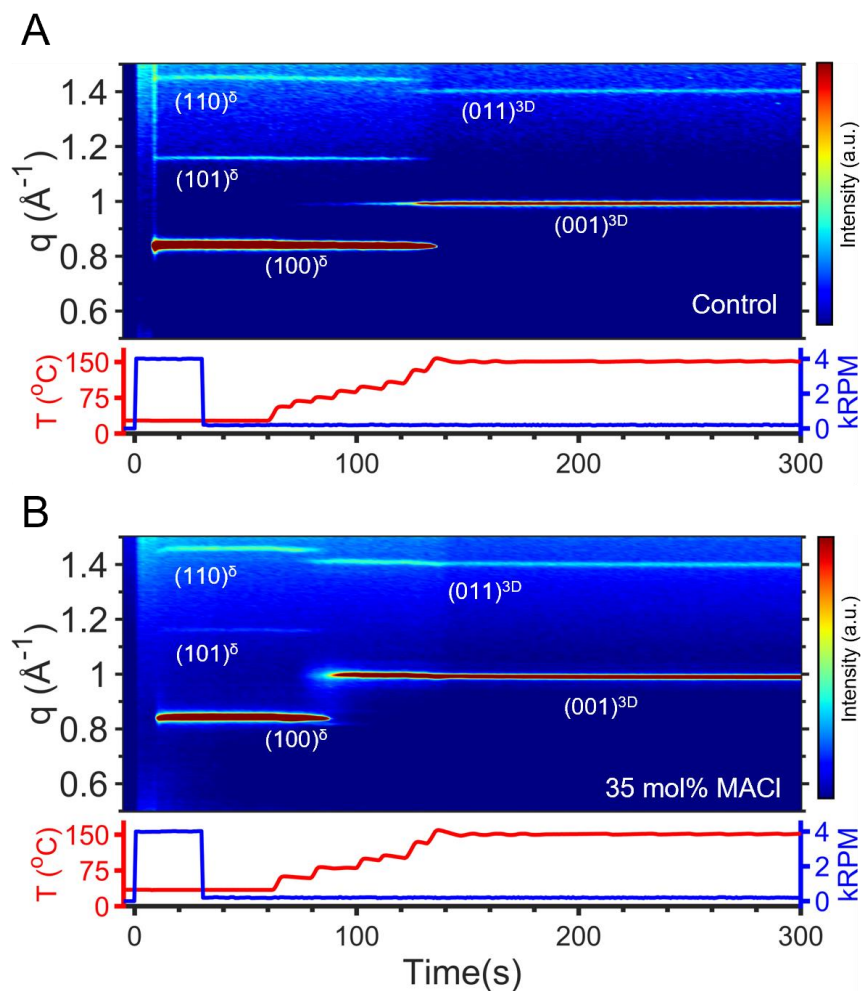 A
q (Å⁻¹)
1.4
1.2
1
0.8
0.6
(110)ᵟ
(011)³ᴰ
(101)ᵟ
(001)³ᴰ
(100)ᵟ
Control
Intensity (a.u.)
T (°C)
150
75
0
4
2
0
kRPM
0 100 200 300
B
q (Å⁻¹)
1.4
1.2
1
0.8
0.6
(110)ᵟ
(011)³ᴰ
(101)ᵟ
(001)³ᴰ
(100)ᵟ
35 mol% MACl
Intensity (a.u.)
T (°C)
150
75
0
4
2
0
kRPM
0 100 200 300
Time(s)